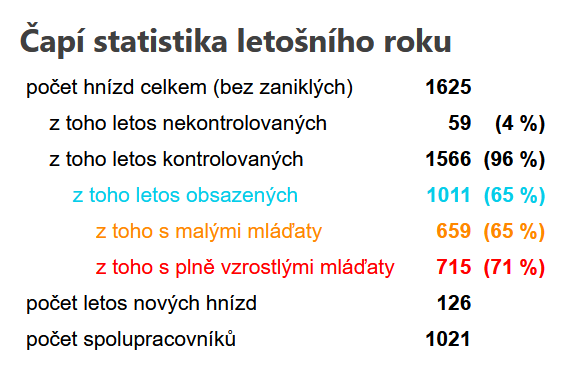 Čapí statistika letošního roku
počet hnízd celkem (bez zaniklých) 1625
z toho letos nekontrolovaných 59 (4 %)
z toho letos kontrolovaných 1566 (96 %)
z toho letos obsazených 1011 (65 %)
z toho s malými mláďaty 659 (65 %)
z toho s plně vzrostlými mláďaty 715 (71 %)
počet letos nových hnízd 126
počet spolupracovníků 1021